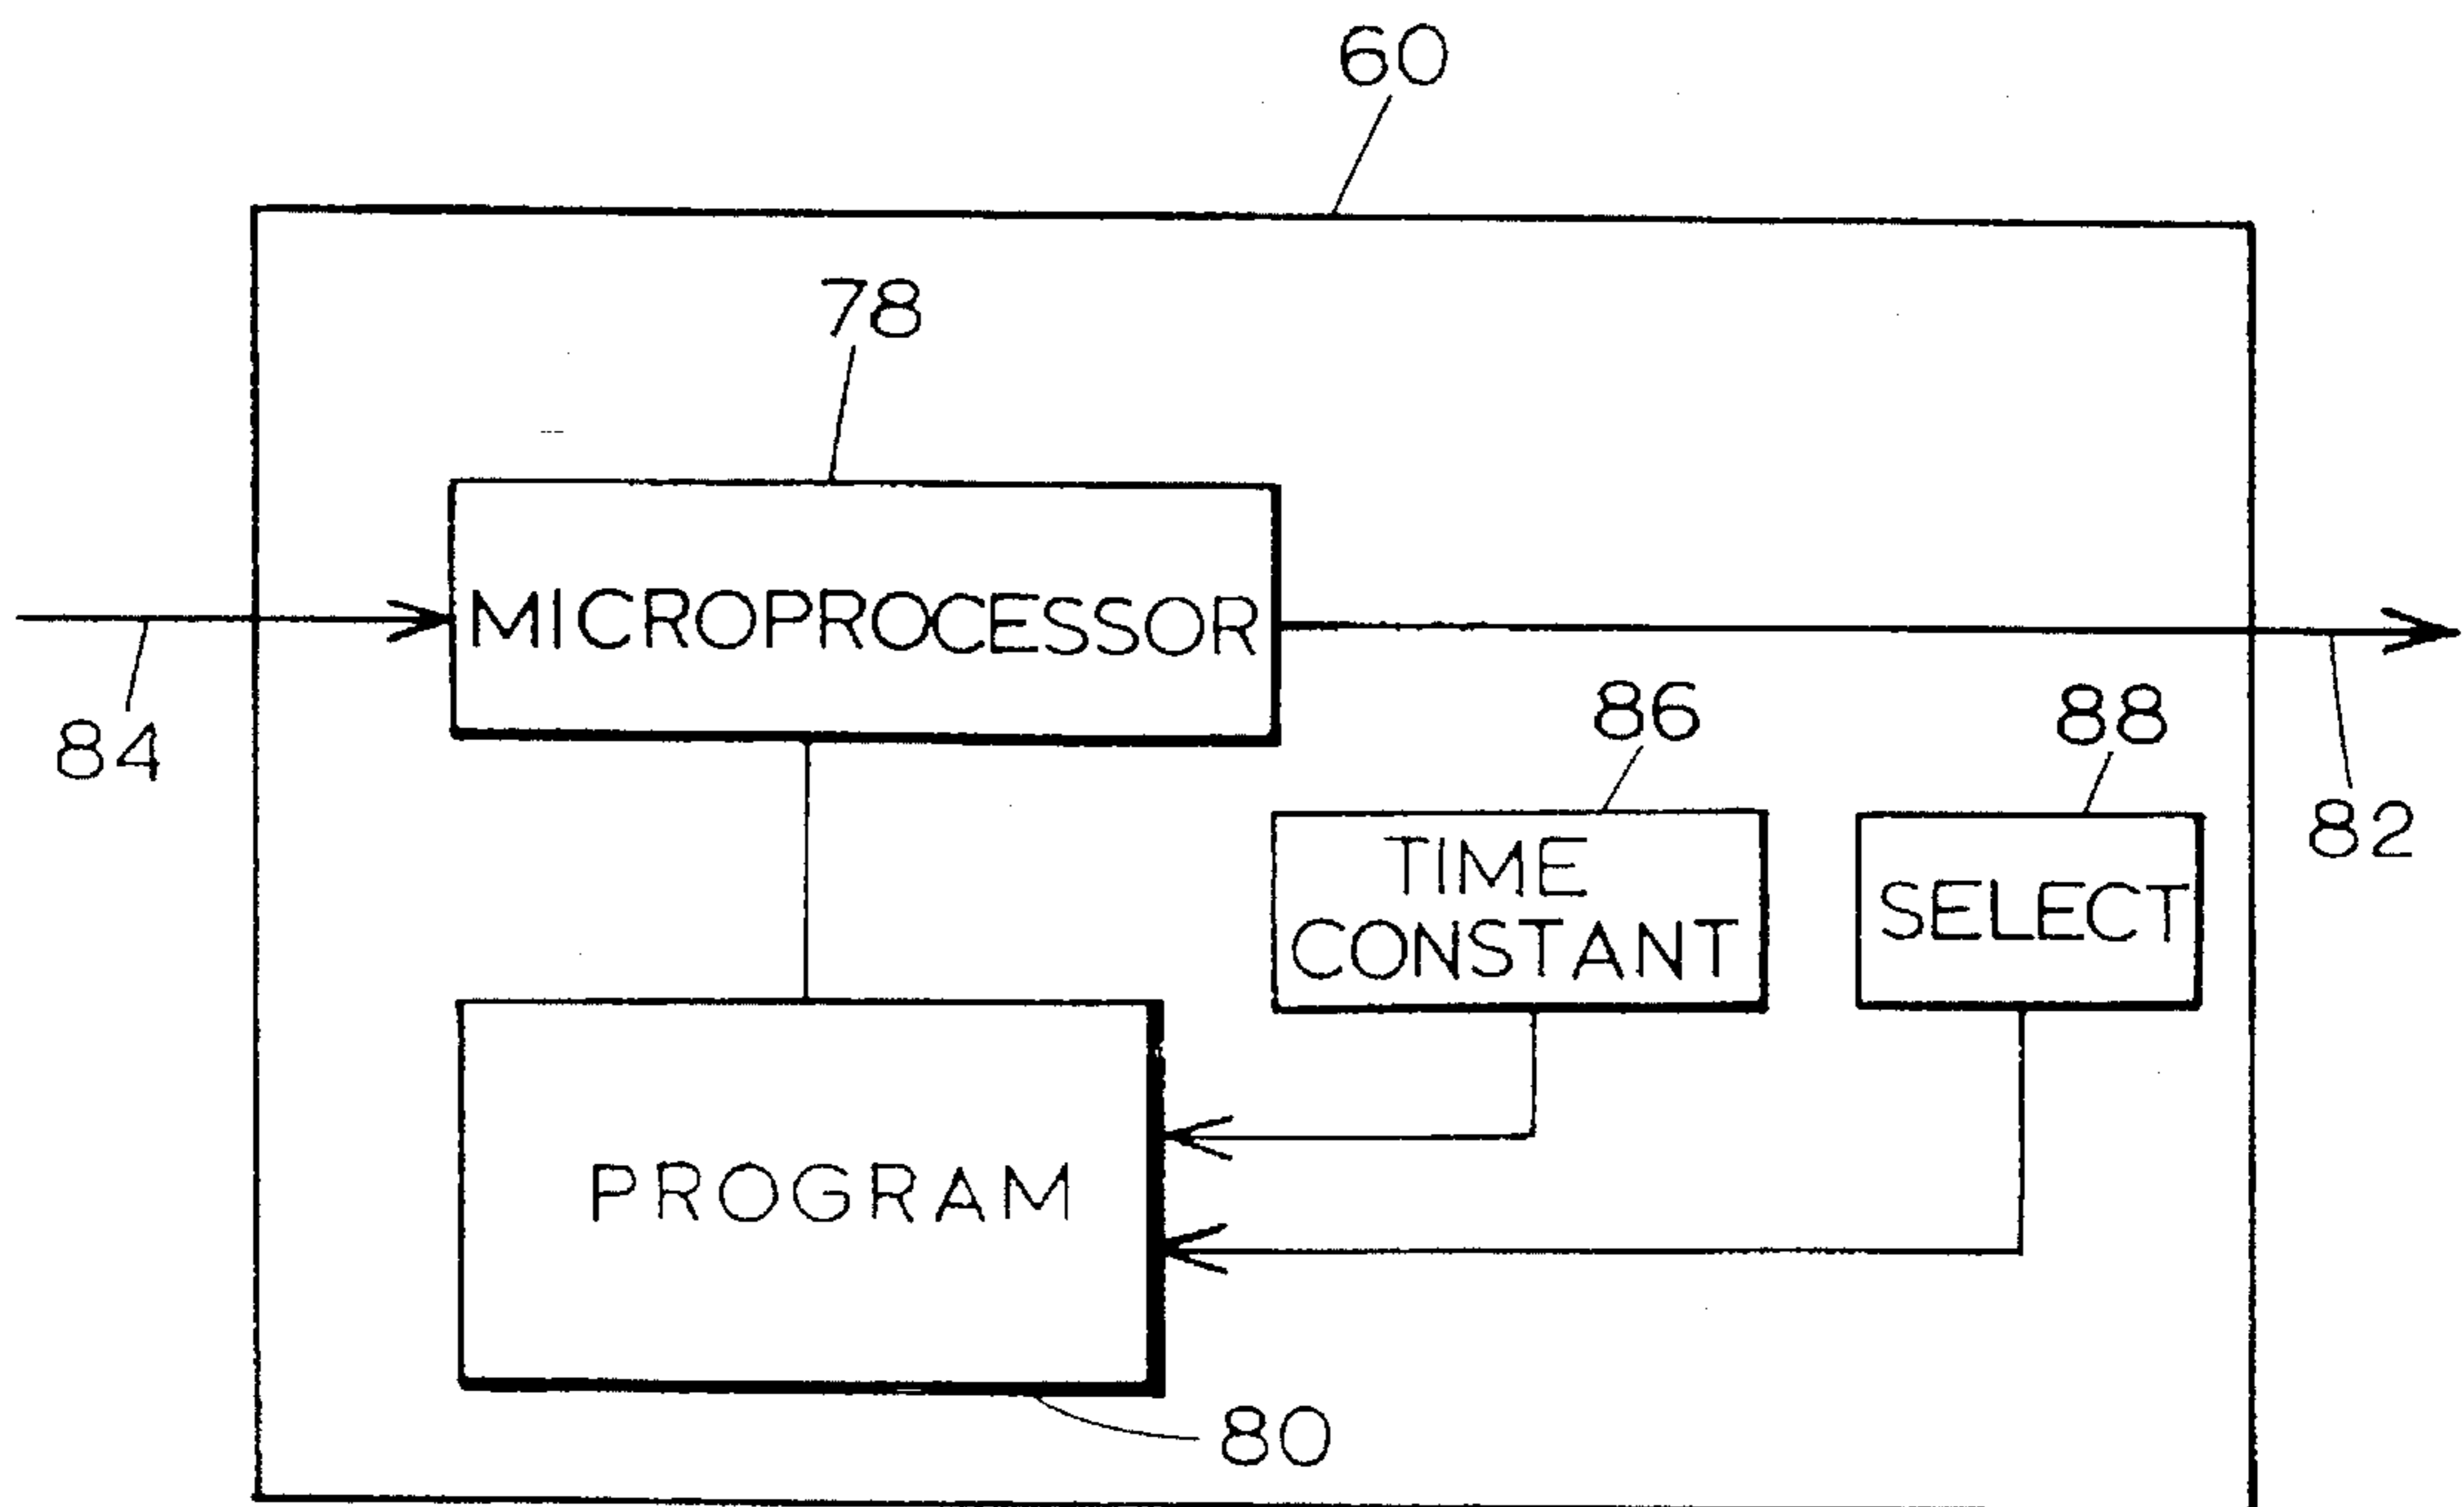 60
78
MICROPROCESSOR
84
86
88
82
TIME
CONSTANT
SELECT
PROGRAM
80